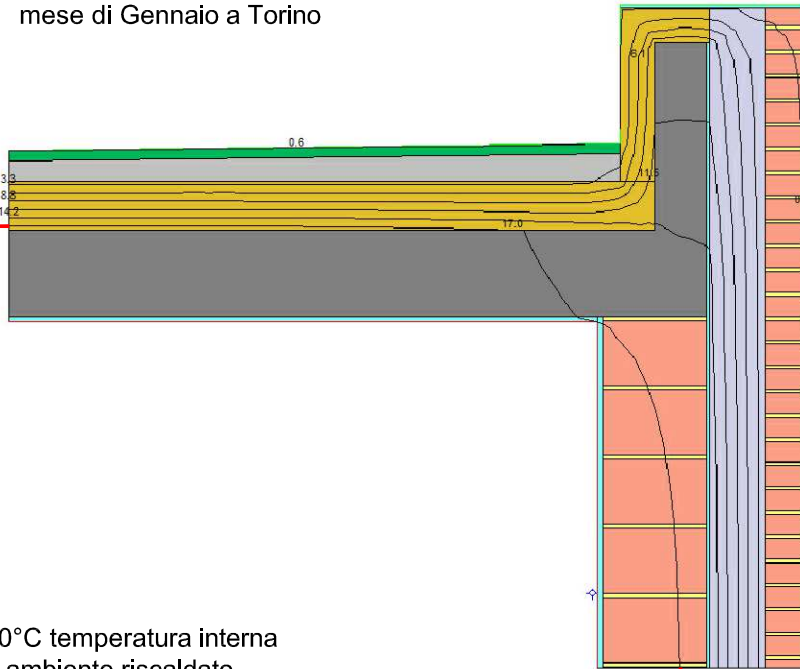 mese di Gennaio a Torino
6.1
0.6
11.5
3.3
8.8
14.2
17.0
0°C temperatura interna
ambiente riscaldato